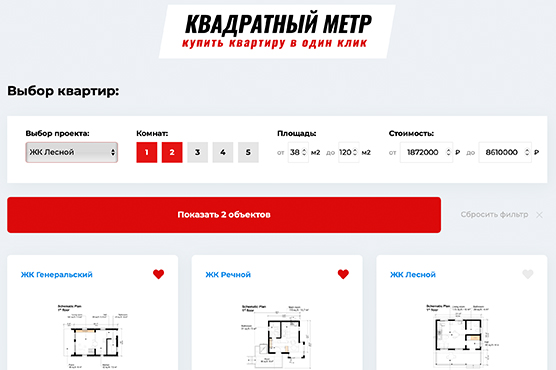 КВАДРАТНЫЙ МЕТР
купить квартиру в один клик
Выбор квартир:
Выбор проекта: Комнат: Площадь: Стоимость:
ЖК Лесной 1 2 3 4 5 от 38 м2 до 120 м2 от 1872000 ₽ до 8610000 ₽
Показать 2 объектов Сбросить фильтр
ЖК Генеральский ЖК Речной ЖК Лесной
Schematic Plan Schematic Plan Schematic Plan
1st floor 1st floor 1st floor